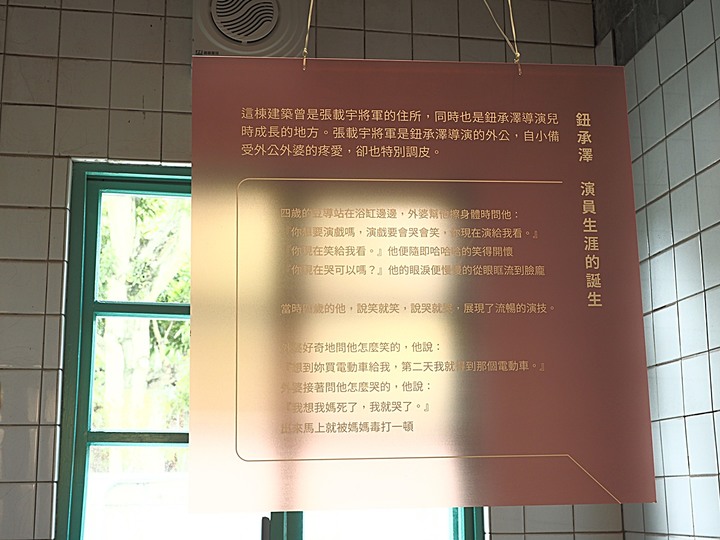 鈕承澤 演員生涯的誕生
這棟建築曾是張載宇將軍的住所，同時也是鈕承澤導演兒
時成長的地方。張載宇將軍是鈕承澤導演的外公，自小備
受外公外婆的疼愛，卻也特別調皮。
四歲的豆導站在浴缸邊邊，外婆幫他擦身體時問他：
『你想要演戲嗎，演戲要會哭會笑，你現在演給我看。』
『你現在笑給我看。』他便隨即哈哈哈的笑得開懷
『你現在哭可以嗎？』他的眼淚便慢慢的從眼眶流到臉龐
當時四歲的他，說笑就笑，說哭就哭，展現了流暢的演技。
外婆好奇地問他怎麼笑的，他說：
『想到妳買電動車給我，第二天我就得到那個電動車。』
外婆接著問他怎麼哭的，他說：
『我想我媽死了，我就哭了。』
出來馬上就被媽媽毒打一頓